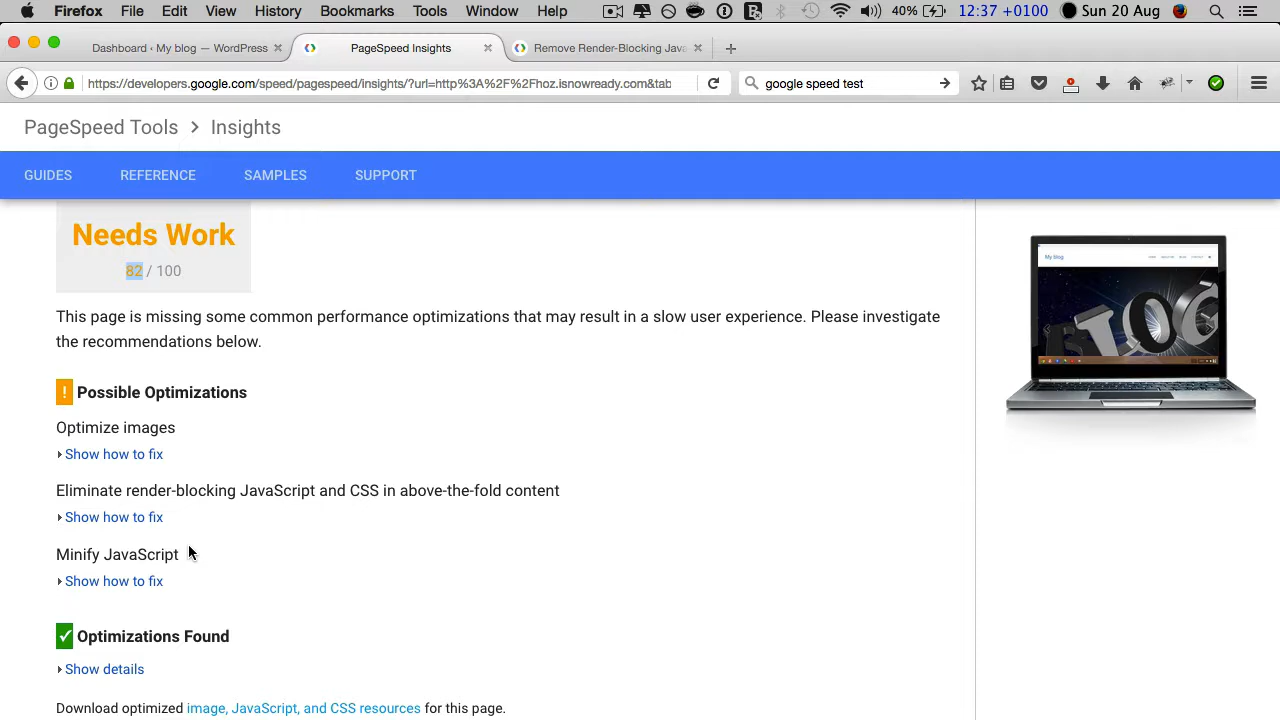 Firefox File Edit View History Bookmarks Tools Window Help 40% 12:37 +0100 Sun 20 Aug
Dashboard ‹ My blog — WordPress
PageSpeed Insights
Remove Render-Blocking Java
https://developers.google.com/speed/pagespeed/insights/?url=http%3A%2F%2Fhoz.isnowready.com&tab
google speed test
PageSpeed Tools > Insights
GUIDES REFERENCE SAMPLES SUPPORT
Needs Work
82 / 100
This page is missing some common performance optimizations that may result in a slow user experience. Please investigate
the recommendations below.
! Possible Optimizations
Optimize images
Show how to fix
Eliminate render-blocking JavaScript and CSS in above-the-fold content
Show how to fix
Minify JavaScript
Show how to fix
✓ Optimizations Found
Show details
Download optimized image, JavaScript, and CSS resources for this page.
My blog
BLOG